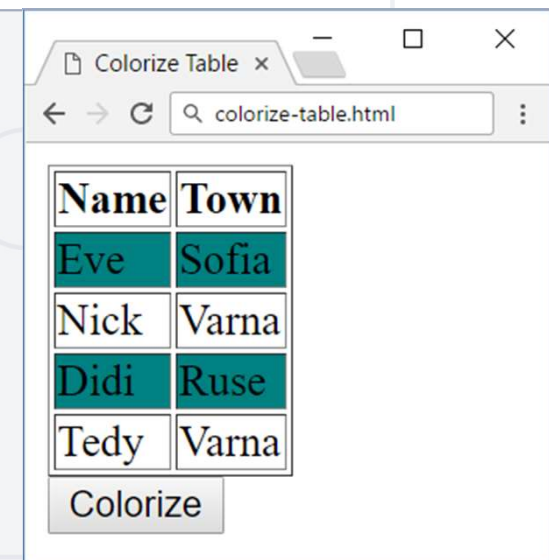 Colorize Table
colorize-table.html
Name Town
Eve Sofia
Nick Varna
Didi Ruse
Tedy Varna
Colorize